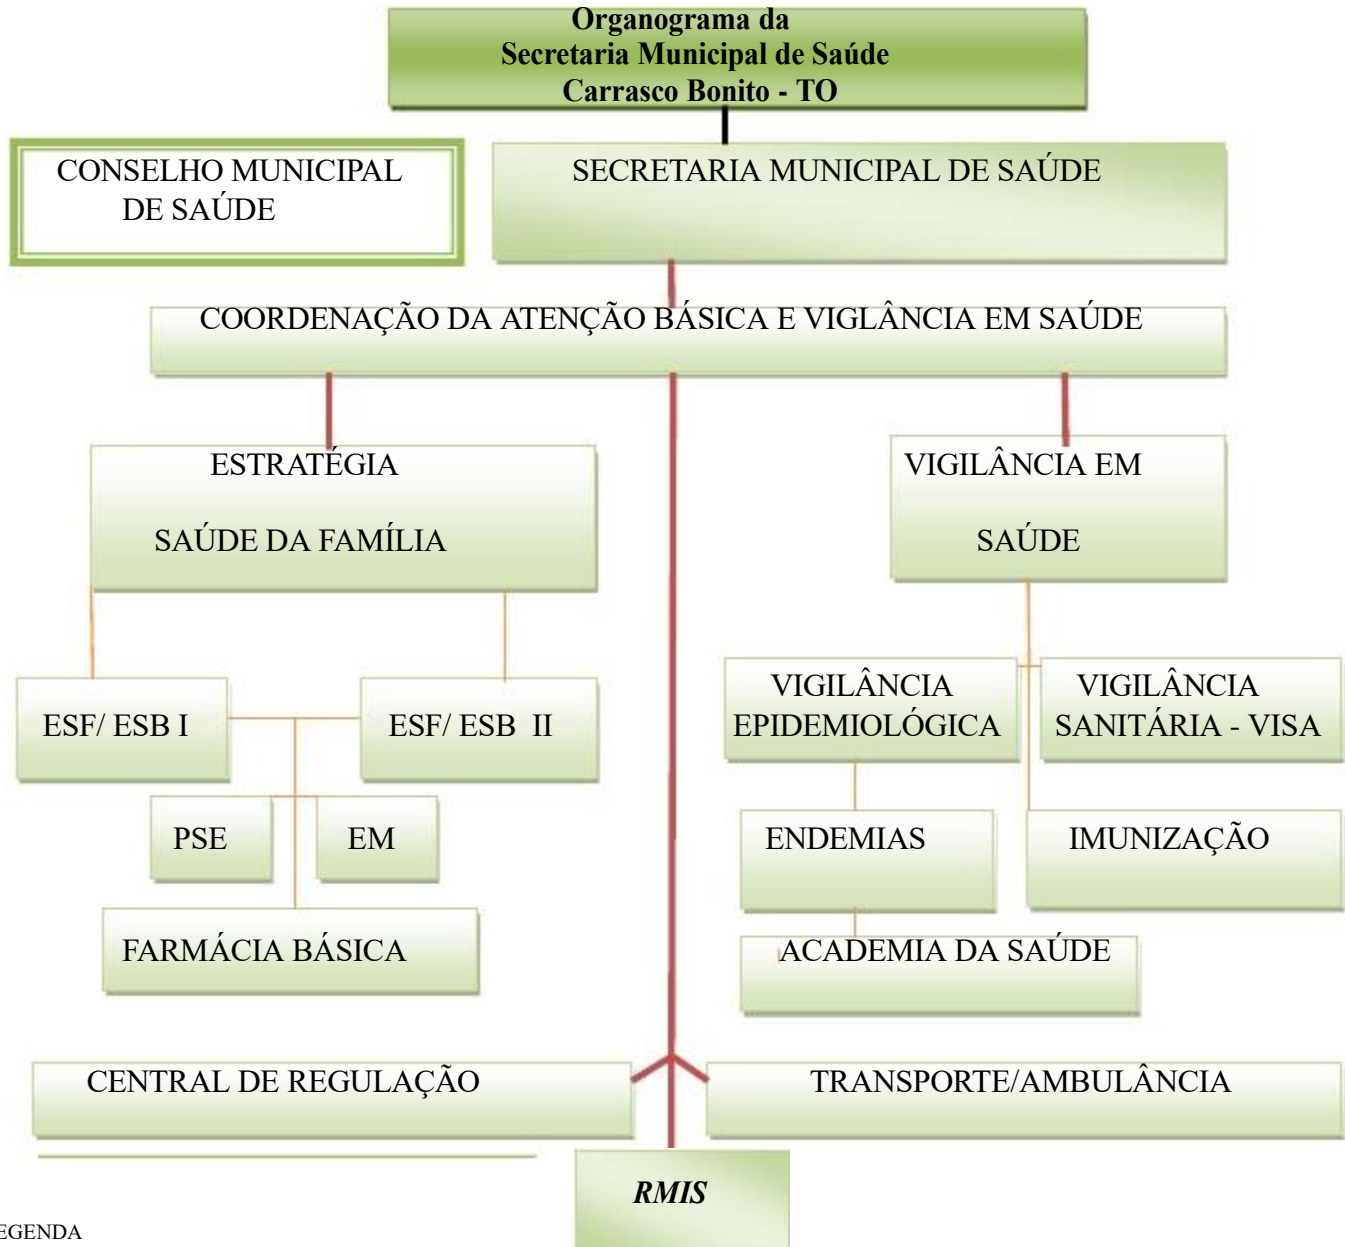 Organograma da
Secretaria Municipal de Saúde
Carrasco Bonito - TO
CONSELHO MUNICIPAL
DE SAÚDE
SECRETARIA MUNICIPAL DE SAÚDE
COORDENAÇÃO DA ATENÇÃO BÁSICA E VIGLÂNCIA EM SAÚDE
ESTRATÉGIA
SAÚDE DA FAMÍLIA
VIGILÂNCIA EM
SAÚDE
ESF/ ESB I
ESF/ ESB II
VIGILÂNCIA
EPIDEMIOLÓGICA
VIGILÂNCIA
SANITÁRIA - VISA
PSE
EM
ENDEMIAS
IMUNIZAÇÃO
FARMÁCIA BÁSICA
ACADEMIA DA SAÚDE
CENTRAL DE REGULAÇÃO
TRANSPORTE/AMBULÂNCIA
RMIS
EGENDA